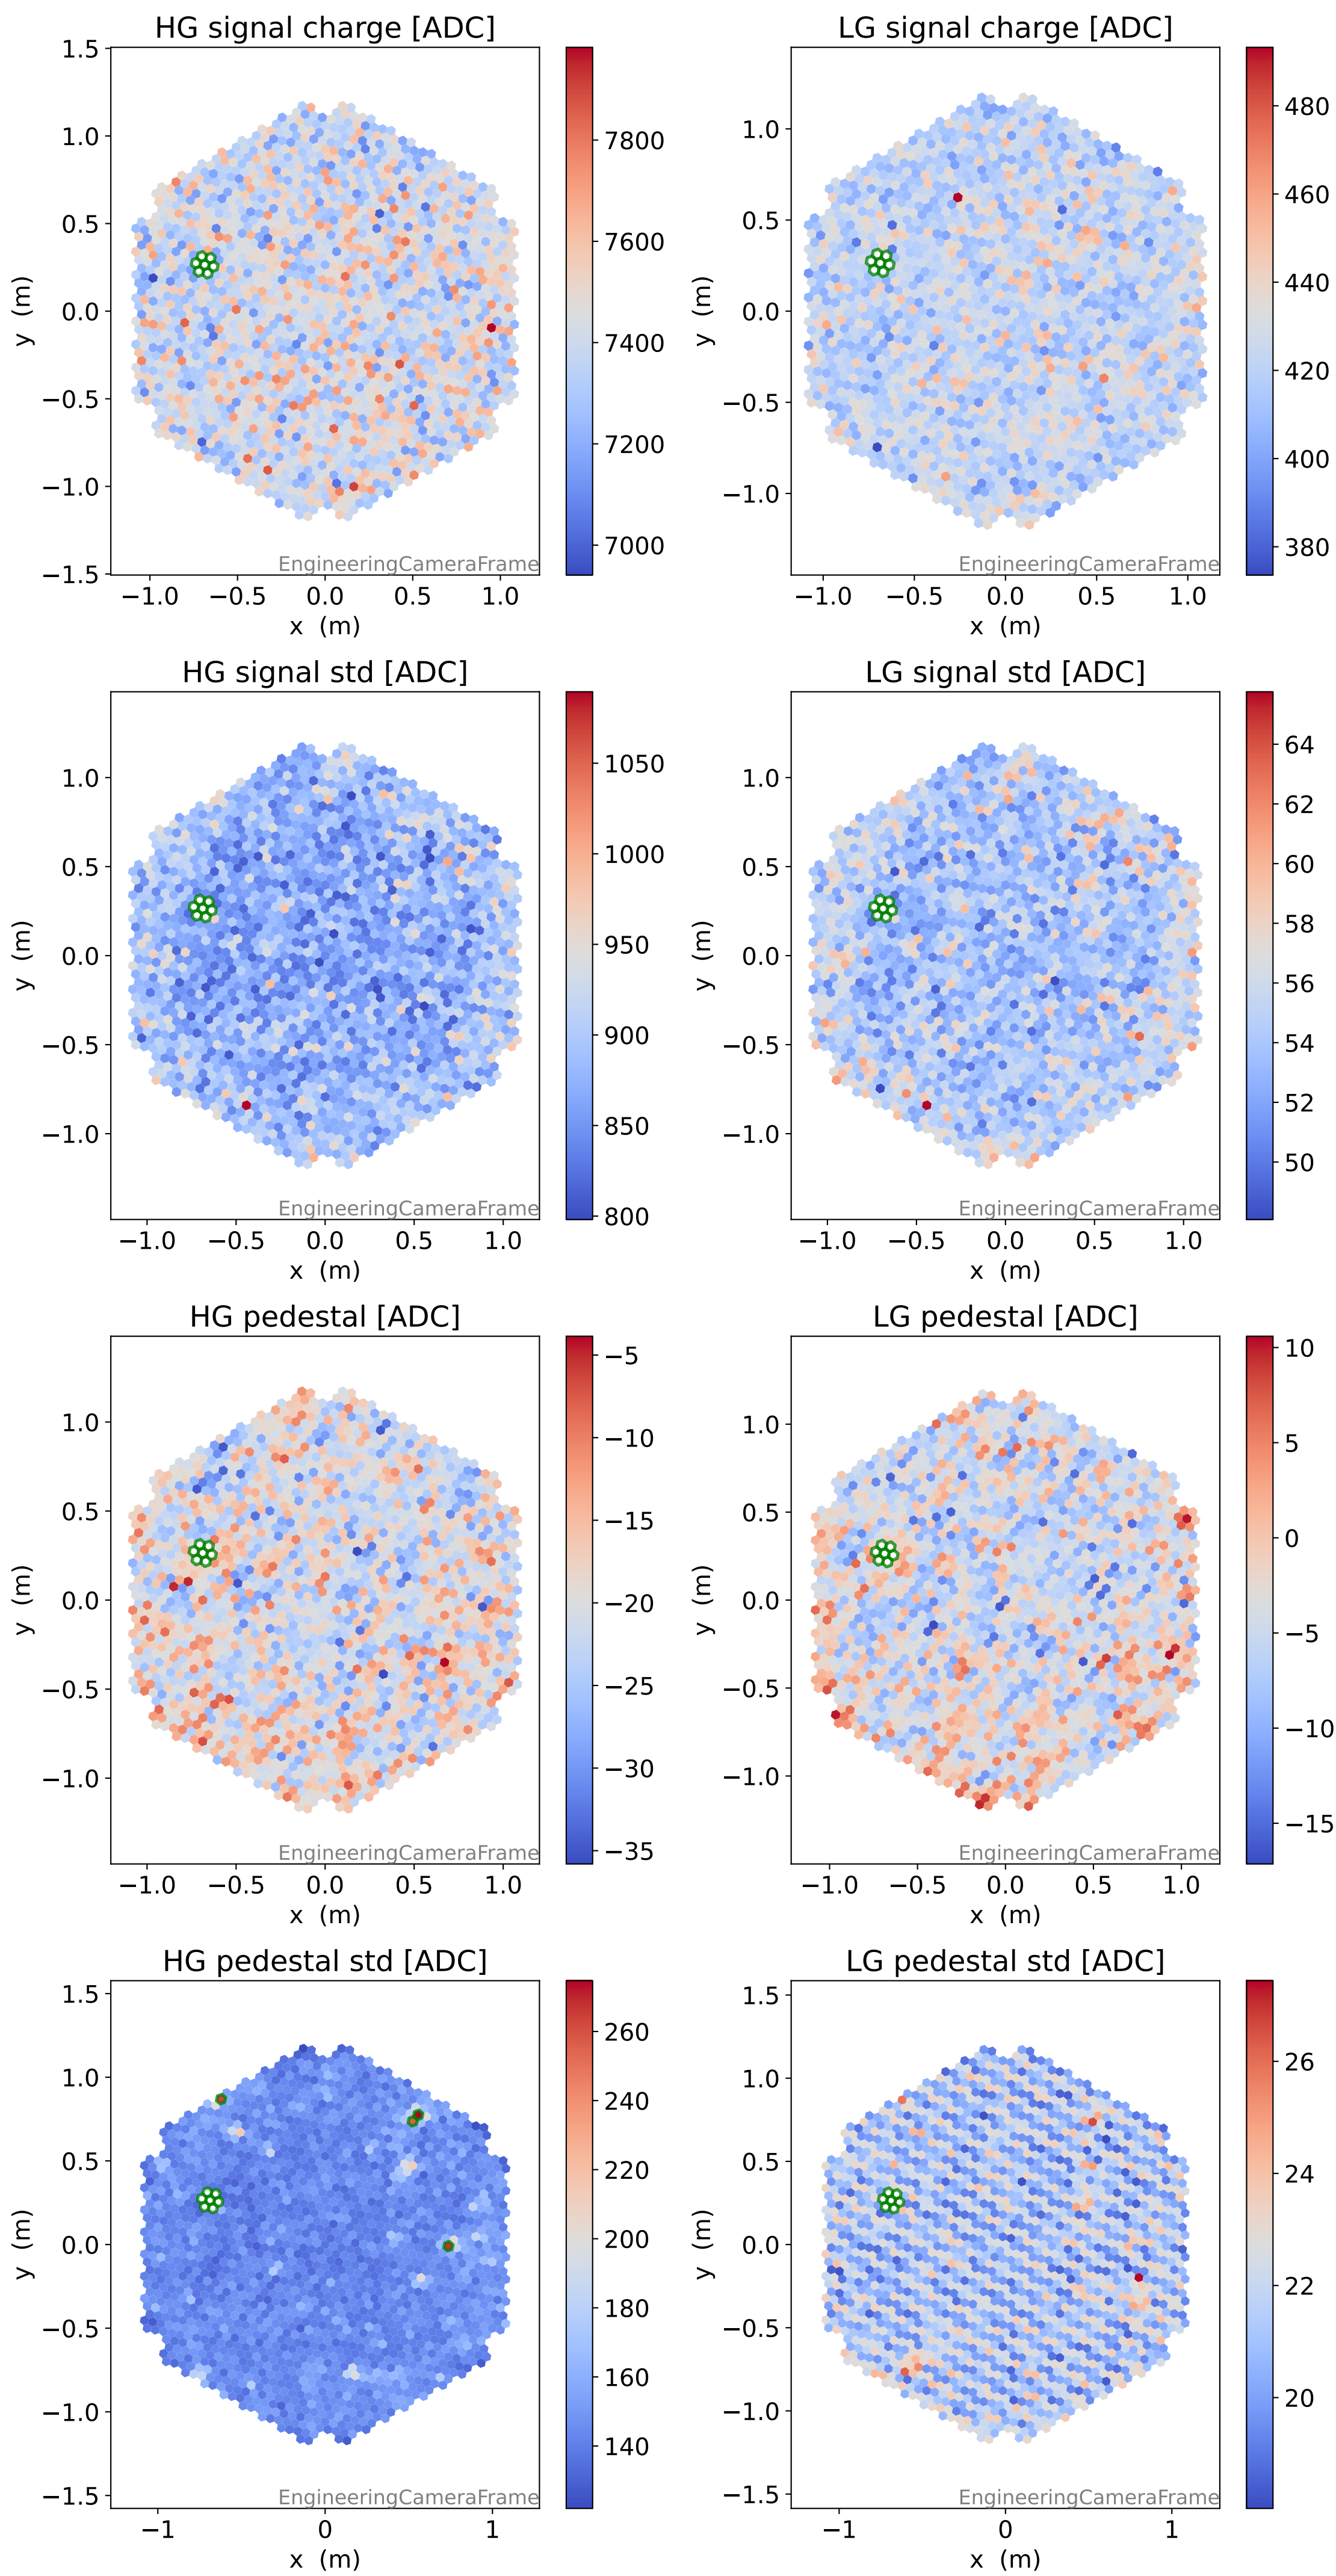 HG signal charge [ADC]
1.5
1.0
0.5
0.0
−0.5
−1.0
−1.5
y (m)
−1.0 −0.5 0.0 0.5 1.0
x (m)
EngineeringCameraFrame
7800
7600
7400
7200
7000
LG signal charge [ADC]
1.0
0.5
0.0
−0.5
−1.0
y (m)
−1.0 −0.5 0.0 0.5 1.0
x (m)
EngineeringCameraFrame
480
460
440
420
400
380
HG signal std [ADC]
1.0
0.5
0.0
−0.5
−1.0
y (m)
−1.0 −0.5 0.0 0.5 1.0
x (m)
EngineeringCameraFrame
1050
1000
950
900
850
800
LG signal std [ADC]
1.0
0.5
0.0
−0.5
−1.0
y (m)
−1.0 −0.5 0.0 0.5 1.0
x (m)
EngineeringCameraFrame
64
62
60
58
56
54
52
50
HG pedestal [ADC]
1.0
0.5
0.0
−0.5
−1.0
y (m)
−1.0 −0.5 0.0 0.5 1.0
x (m)
EngineeringCameraFrame
−5
−10
−15
−20
−25
−30
−35
LG pedestal [ADC]
1.0
0.5
0.0
−0.5
−1.0
y (m)
−1.0 −0.5 0.0 0.5 1.0
x (m)
EngineeringCameraFrame
10
5
0
−5
−10
−15
HG pedestal std [ADC]
1.5
1.0
0.5
0.0
−0.5
−1.0
−1.5
y (m)
−1 0 1
x (m)
EngineeringCameraFrame
260
240
220
200
180
160
140
LG pedestal std [ADC]
1.5
1.0
0.5
0.0
−0.5
−1.0
−1.5
y (m)
−1 0 1
x (m)
EngineeringCameraFrame
26
24
22
20